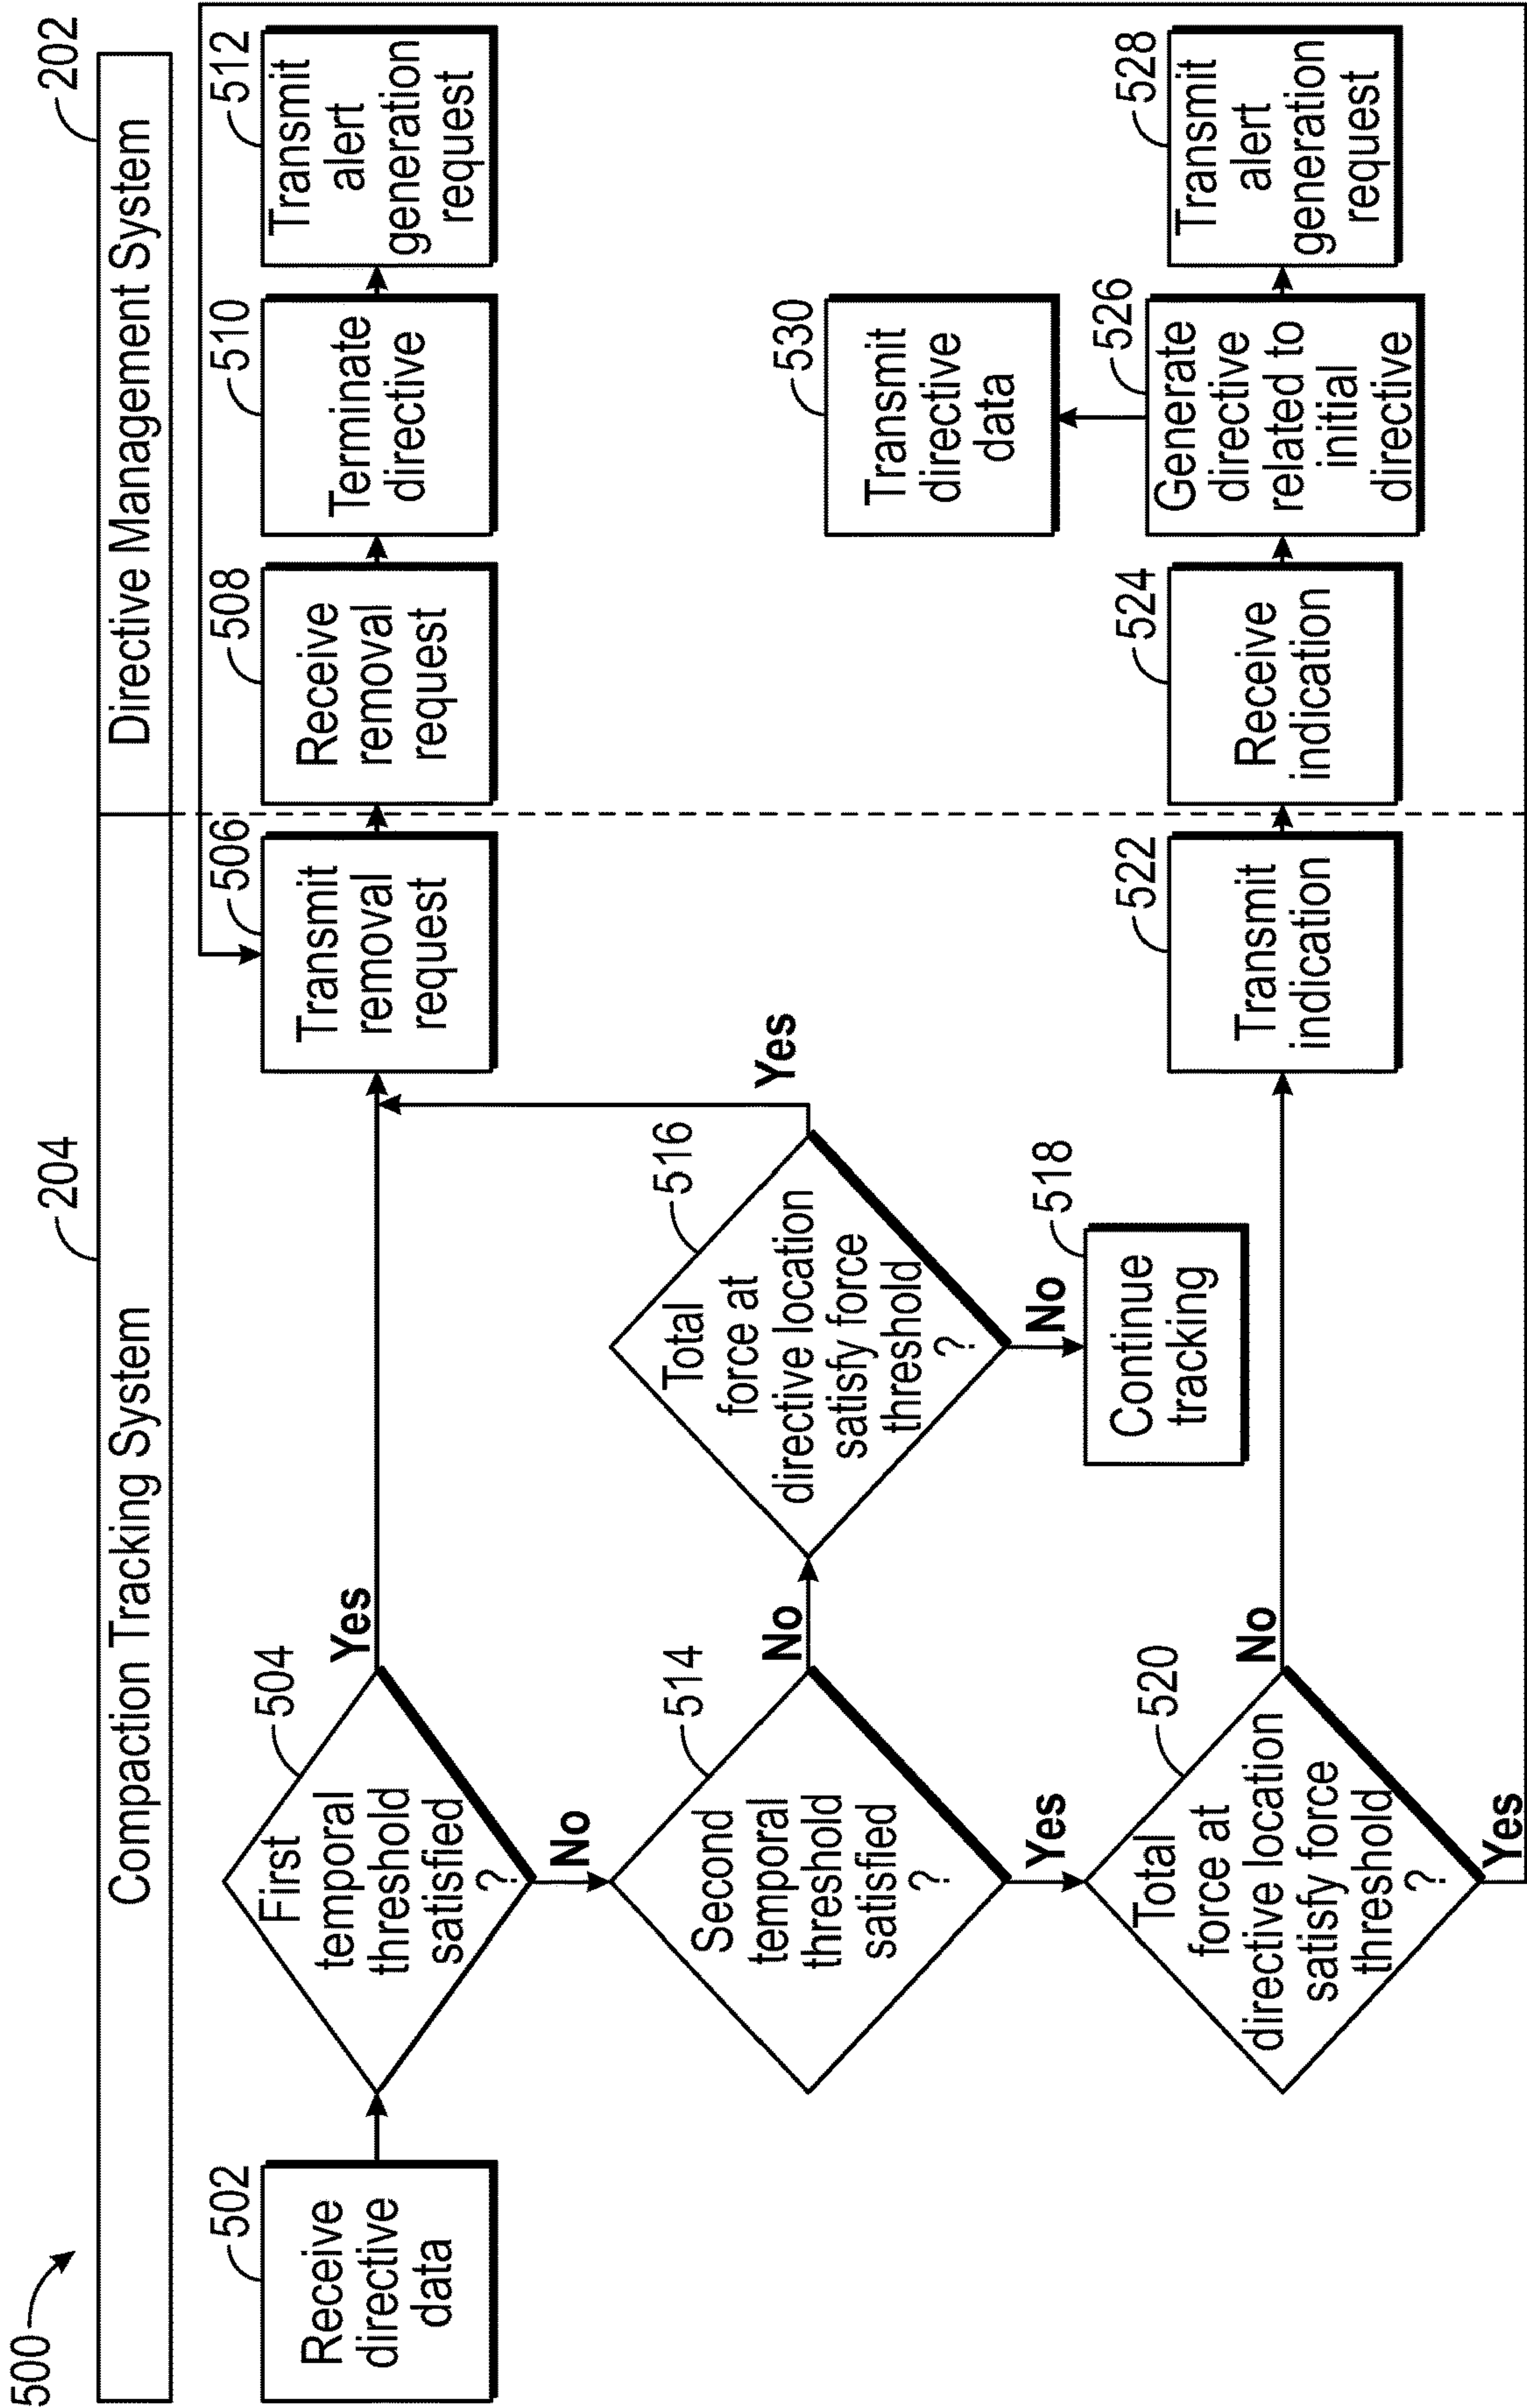 500
204
202
Compaction Tracking System
Directive Management System
502
Receive
directive
data
504
First
temporal
threshold
satisfied
?
Yes
No
506
Transmit
removal
request
508
Receive
removal
request
510
Terminate
directive
512
Transmit
alert
generation
request
514
Second
temporal
threshold
satisfied
?
No
Yes
516
Total
force at
directive location
satisfy force
threshold
?
Yes
No
518
Continue
tracking
530
Transmit
directive
data
520
Total
force at
directive location
satisfy force
threshold
?
No
Yes
522
Transmit
indication
524
Receive
indication
526
Generate
directive
related to
initial
directive
528
Transmit
alert
generation
request